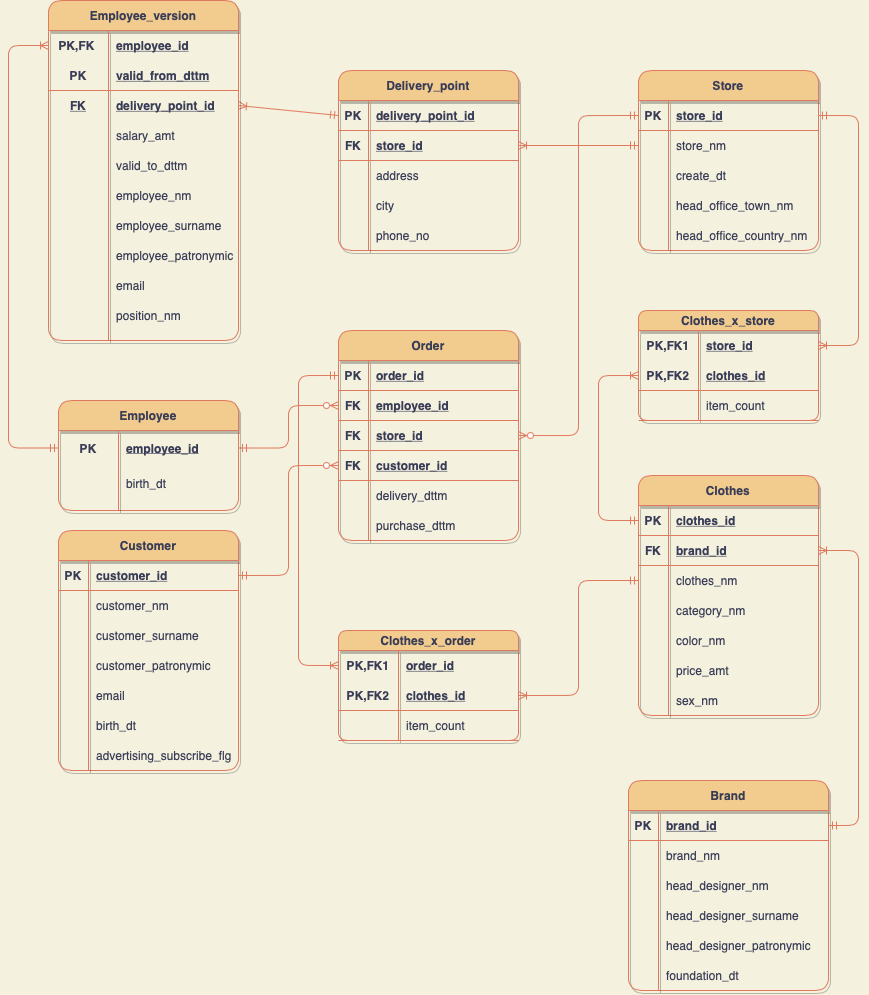 Employee_version
PK,FK employee_id
PK valid_from_dttm
FK delivery_point_id
salary_amt
valid_to_dttm
employee_nm
employee_surname
employee_patronymic
email
position_nm
Delivery_point
PK delivery_point_id
FK store_id
address
city
phone_no
Store
PK store_id
store_nm
create_dt
head_office_town_nm
head_office_country_nm
Clothes_x_store
PK,FK1 store_id
PK,FK2 clothes_id
item_count
Order
PK order_id
FK employee_id
FK store_id
FK customer_id
delivery_dttm
purchase_dttm
Employee
PK employee_id
birth_dt
Customer
PK customer_id
customer_nm
customer_surname
customer_patronymic
email
birth_dt
advertising_subscribe_flg
Clothes_x_order
PK,FK1 order_id
PK,FK2 clothes_id
item_count
Clothes
PK clothes_id
FK brand_id
clothes_nm
category_nm
color_nm
price_amt
sex_nm
Brand
PK brand_id
brand_nm
head_designer_nm
head_designer_surname
head_designer_patronymic
foundation_dt